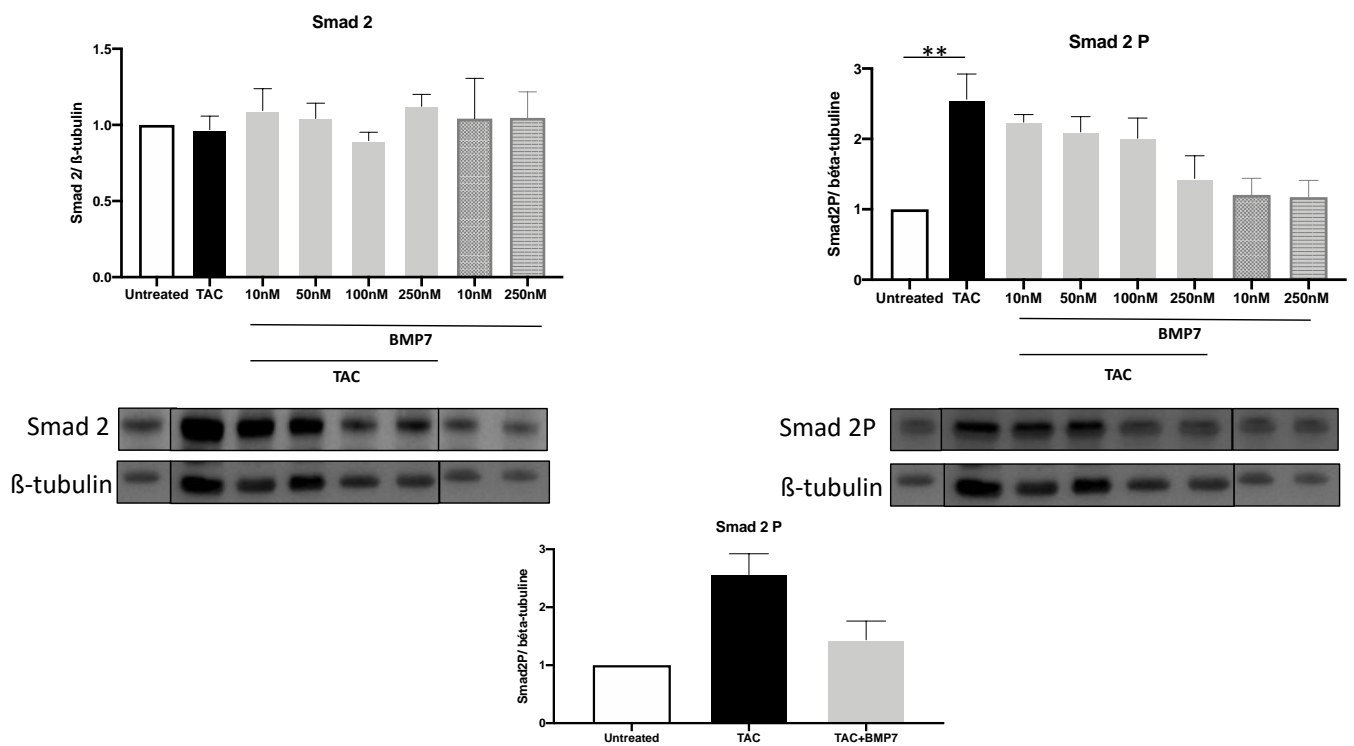 Smad 2
Smad 2/ ß-tubulin
1.5
1.0
0.5
0.0
Untreated TAC 10nM 50nM 100nM 250nM 10nM 250nM
BMP7
TAC
Smad 2
ß-tubulin
Smad 2 P
**
Smad2P/ béta-tubuline
3
2
1
0
Untreated TAC 10nM 50nM 100nM 250nM 10nM 250nM
BMP7
TAC
Smad 2P
ß-tubulin
Smad 2 P
Smad2P/ béta-tubuline
3
2
1
0
Untreated TAC TAC+BMP7